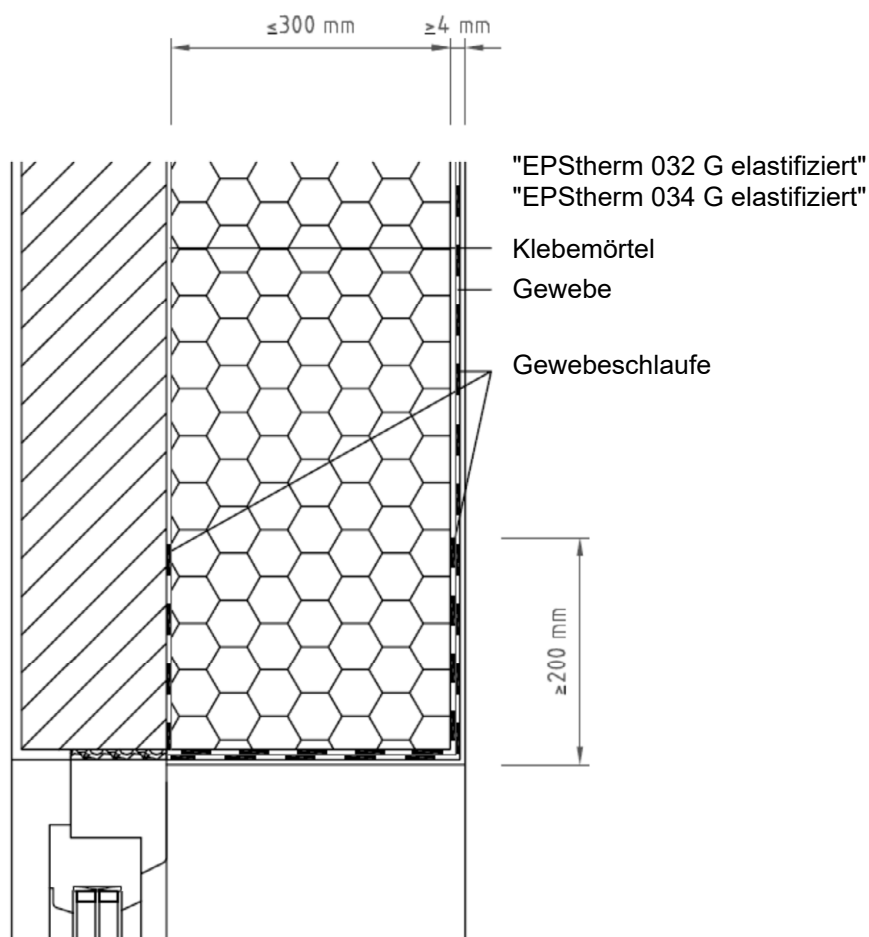 ≤300 mm
≥4 mm
"EPStherm 032 G elastifiziert"
"EPStherm 034 G elastifiziert"
Klebemörtel
Gewebe
Gewebeschlaufe
≥200 mm